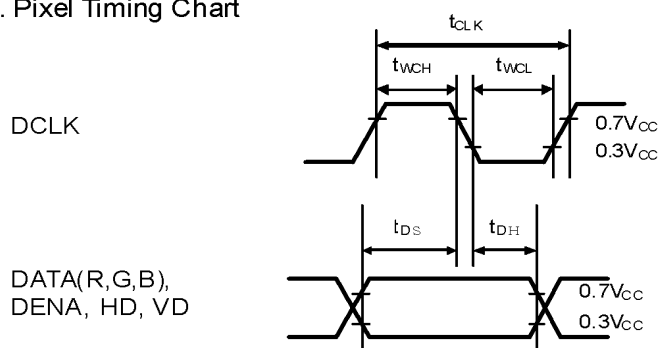 . Pixel Timing Chart
tCLK
tWCH tWCL
DCLK
0.7VCC
0.3VCC
tDS tDH
DATA(R,G,B),
DENA, HD, VD
0.7VCC
0.3VCC